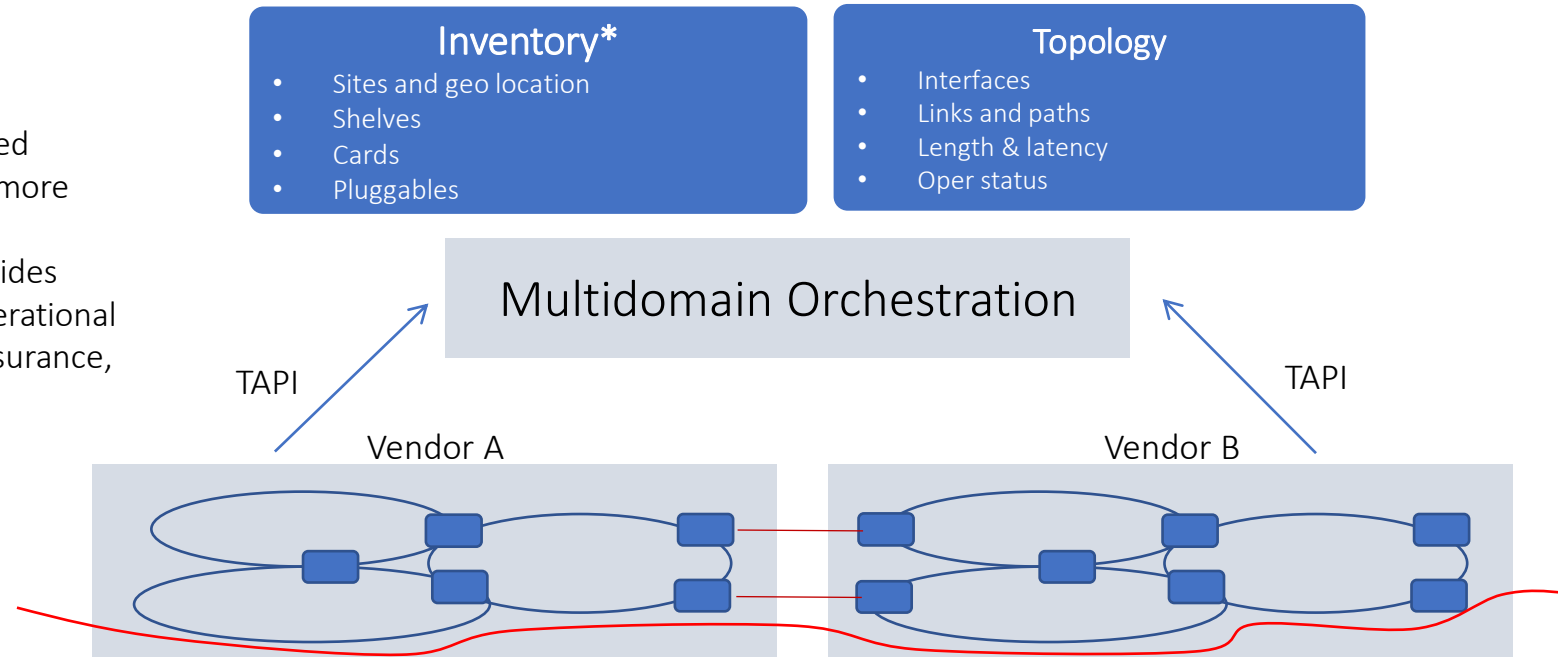 ed
more
ides
erational
surance,
Inventory*
• Sites and geo location
• Shelves
• Cards
• Pluggables
Topology
• Interfaces
• Links and paths
• Length & latency
• Oper status
Multidomain Orchestration
TAPI
TAPI
Vendor A
Vendor B